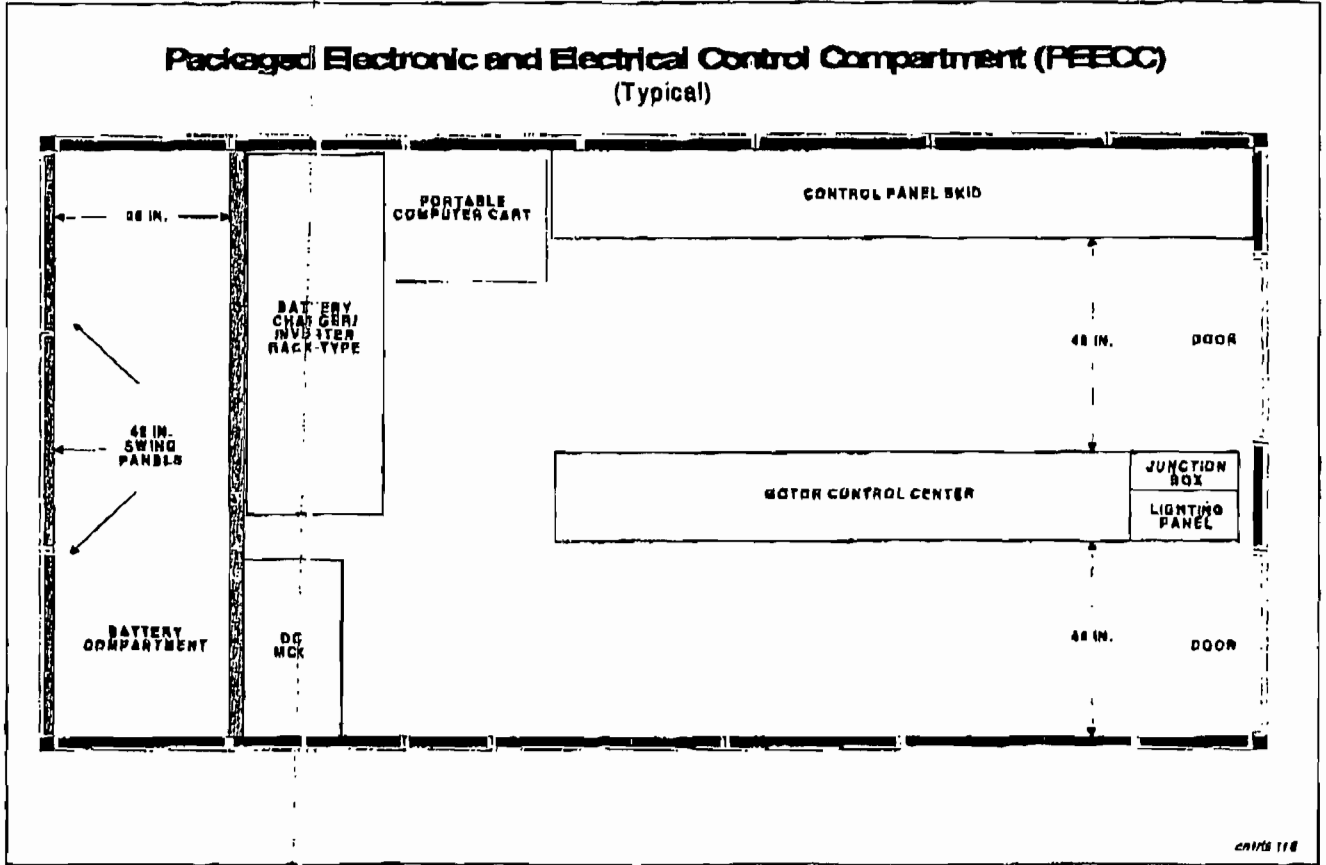 Packaged Electronic and Electrical Control Compartment (PEECC)
(Typical)
IN.
PORTABLE
COMPUTER CART
CONTROL PANEL SKID
BATTERY
CHARGER/
INVERTER
RACK-TYPE
48 IN.
DOOR
48 IN.
SWING
PANELS
MOTOR CONTROL CENTER
JUNCTION
BOX
LIGHTING
PANEL
BATTERY
COMPARTMENT
DC
IN.
DOOR